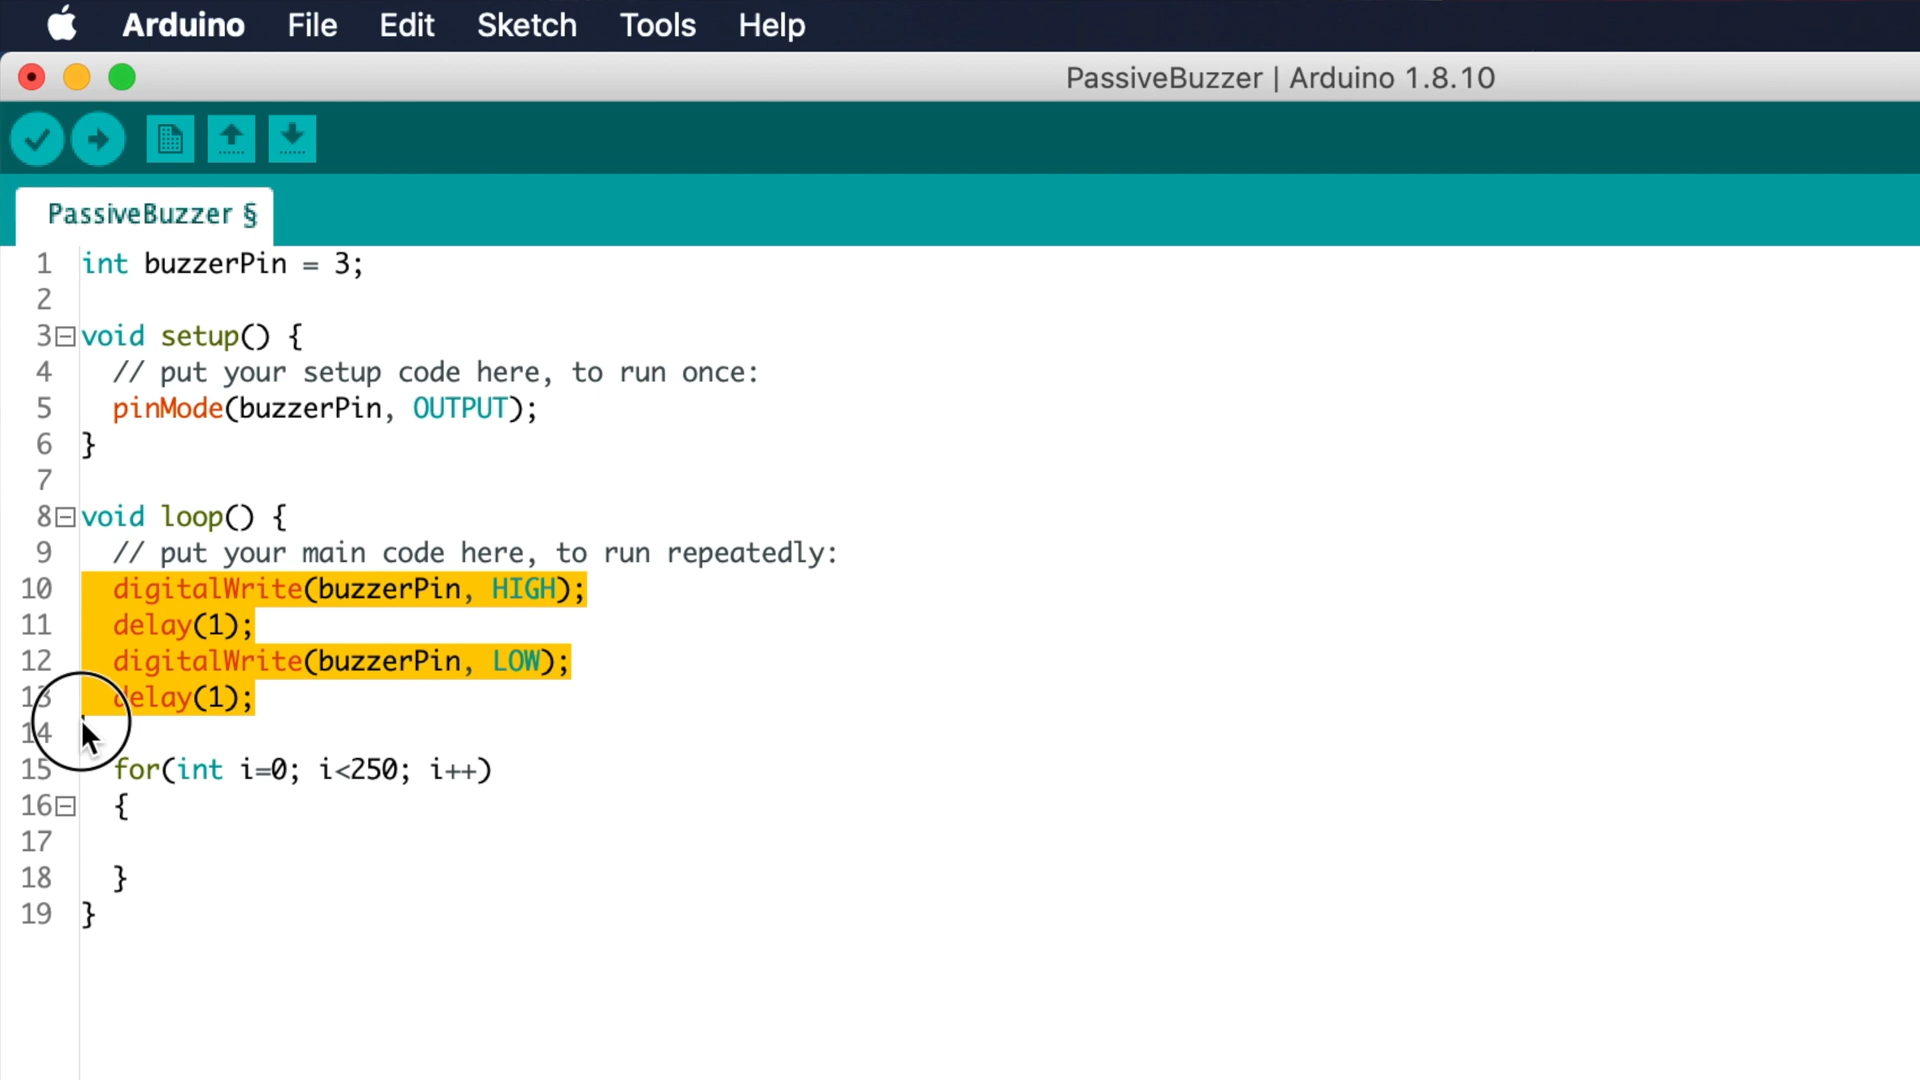 Arduino File Edit Sketch Tools Help
PassiveBuzzer | Arduino 1.8.10
PassiveBuzzer §
1 int buzzerPin = 3;
2
3 void setup() {
4 // put your setup code here, to run once:
5 pinMode(buzzerPin, OUTPUT);
6 }
7
8 void loop() {
9 // put your main code here, to run repeatedly:
10 digitalWrite(buzzerPin, HIGH);
11 delay(1);
12 digitalWrite(buzzerPin, LOW);
13 delay(1);
14
15 for(int i=0; i<250; i++)
16 {
17
18 }
19 }